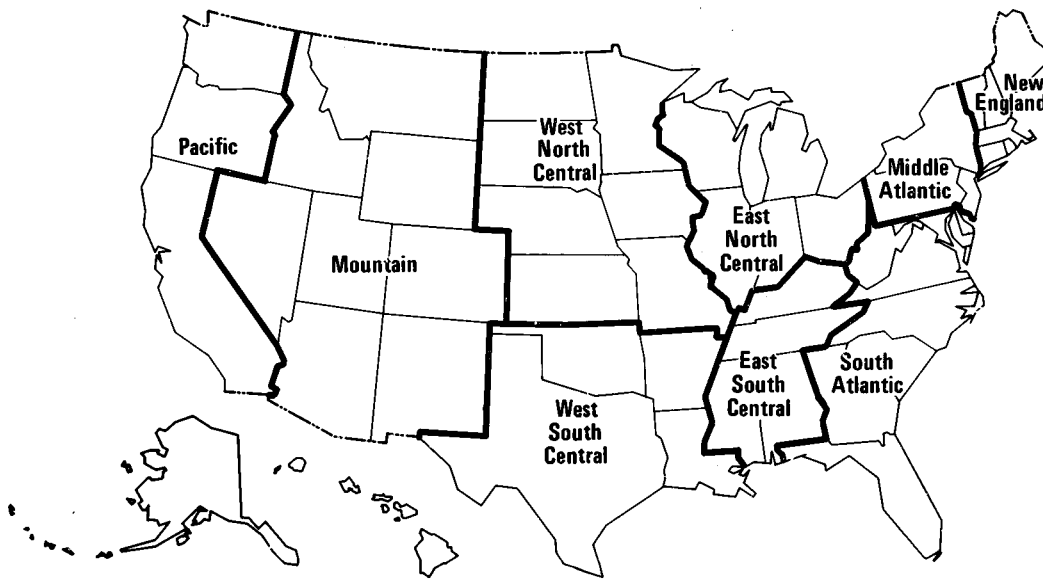 New
England
West
North
Central
Pacific
Middle
Atlantic
East
North
Central
Mountain
East
South
Central
South
Atlantic
West
South
Central